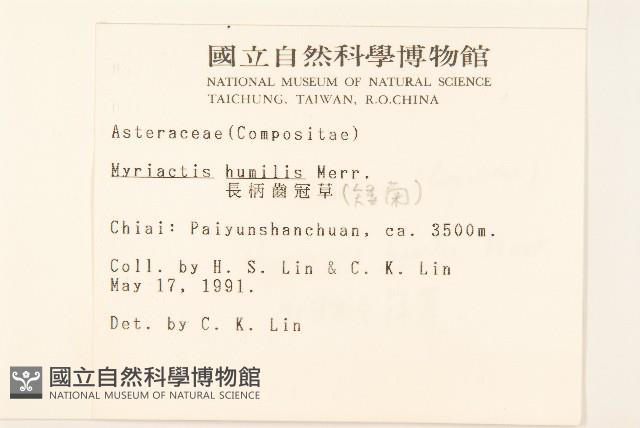 國立自然科學博物館
NATIONAL MUSEUM OF NATURAL SCIENCE
TAICHUNG, TAIWAN, R.O.CHINA
Asteraceae(Compositae)
Myriactis humilis Merr.
長柄齒冠草(矮菊)
Chiai: Paiyunshanchuan, ca. 3500m.
Coll. by H. S. Lin & C. K. Lin
May 17, 1991.
Det. by C. K. Lin
國立自然科學博物館
NATIONAL MUSEUM OF NATURAL SCIENCE